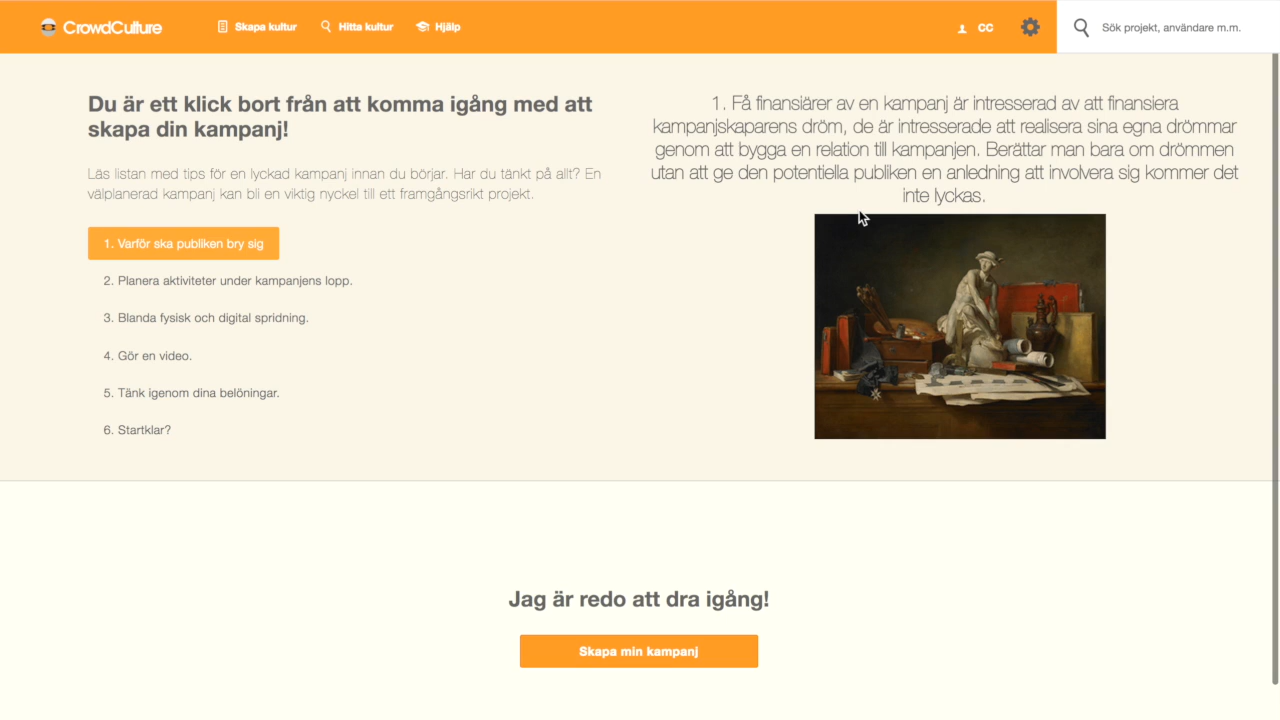 CrowdCulture
Skapa kultur
Hitta kultur
Hjälp
CC
Sök projekt, användare m.m.
Du är ett klick bort från att komma igång med att
skapa din kampanj!
Läs listan med tips för en lyckad kampanj innan du börjar. Har du tänkt på allt? En
välplanerad kampanj kan bli en viktig nyckel till ett framgångsrikt projekt.
1. Varför ska publiken bry sig
2. Planera aktiviteter under kampanjens lopp.
3. Blanda fysisk och digital spridning.
4. Gör en video.
5. Tänk igenom dina belöningar.
6. Startklar?
1. Få finansiärer av en kampanj är intresserad av att finansiera
kampanjskaparens dröm, de är intresserade att realisera sina egna drömmar
genom att bygga en relation till kampanjen. Berättar man bara om drömmen
utan att ge den potentiella publiken en anledning att involvera sig kommer det
inte lyckas.
Jag är redo att dra igång!
Skapa min kampanj